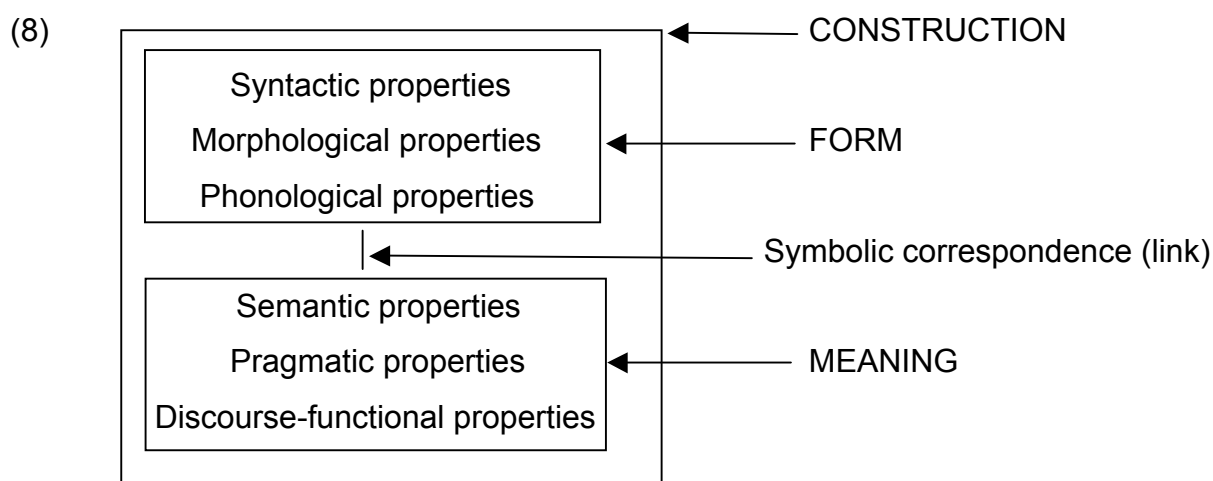 (8) CONSTRUCTION
Syntactic properties
Morphological properties FORM
Phonological properties
Symbolic correspondence (link)
Semantic properties
Pragmatic properties MEANING
Discourse-functional properties